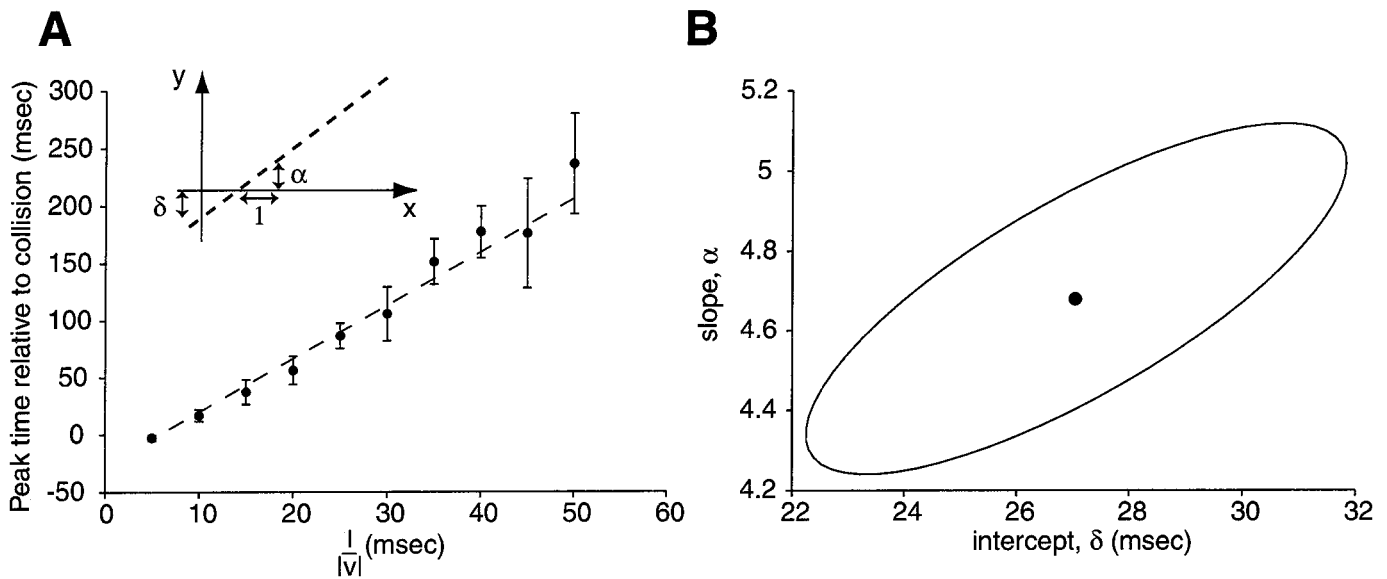 A
B
Peak time relative to collision (msec)
300
250
200
150
100
50
0
-50
0 10 20 30 40 50 60
l
|v| (msec)
y
x
δ
α
1
slope, α
5.2
5
4.8
4.6
4.4
4.2
22 24 26 28 30 32
intercept, δ (msec)